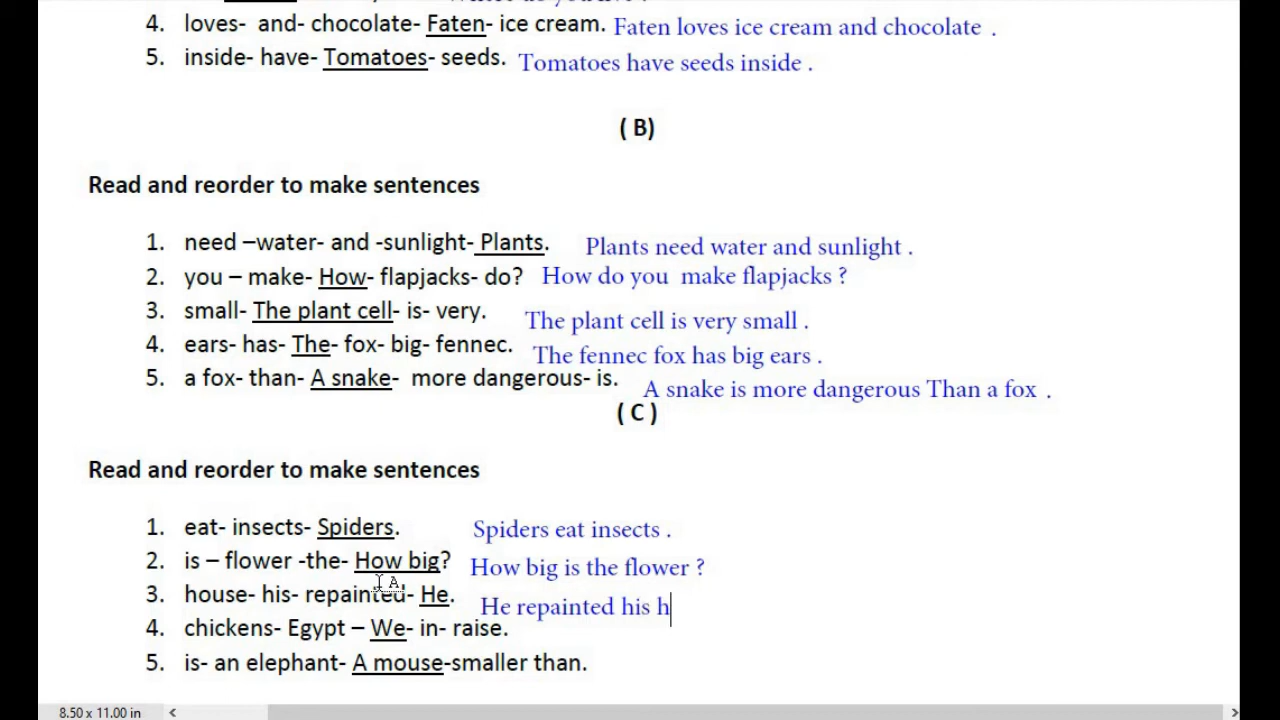 4. loves- and- chocolate- Faten- ice cream. Faten loves ice cream and chocolate .
5. inside- have- Tomatoes- seeds. Tomatoes have seeds inside .
( B)
Read and reorder to make sentences
1. need –water- and -sunlight- Plants. Plants need water and sunlight .
2. you – make- How- flapjacks- do? How do you make flapjacks ?
3. small- The plant cell- is- very. The plant cell is very small .
4. ears- has- The- fox- big- fennec. The fennec fox has big ears .
5. a fox- than- A snake- more dangerous- is. A snake is more dangerous Than a fox .
( C )
Read and reorder to make sentences
1. eat- insects- Spiders. Spiders eat insects .
2. is – flower -the- How big? How big is the flower ?
3. house- his- repainted- He. He repainted his h
4. chickens- Egypt – We- in- raise.
5. is- an elephant- A mouse-smaller than.
8.50 x 11.00 in